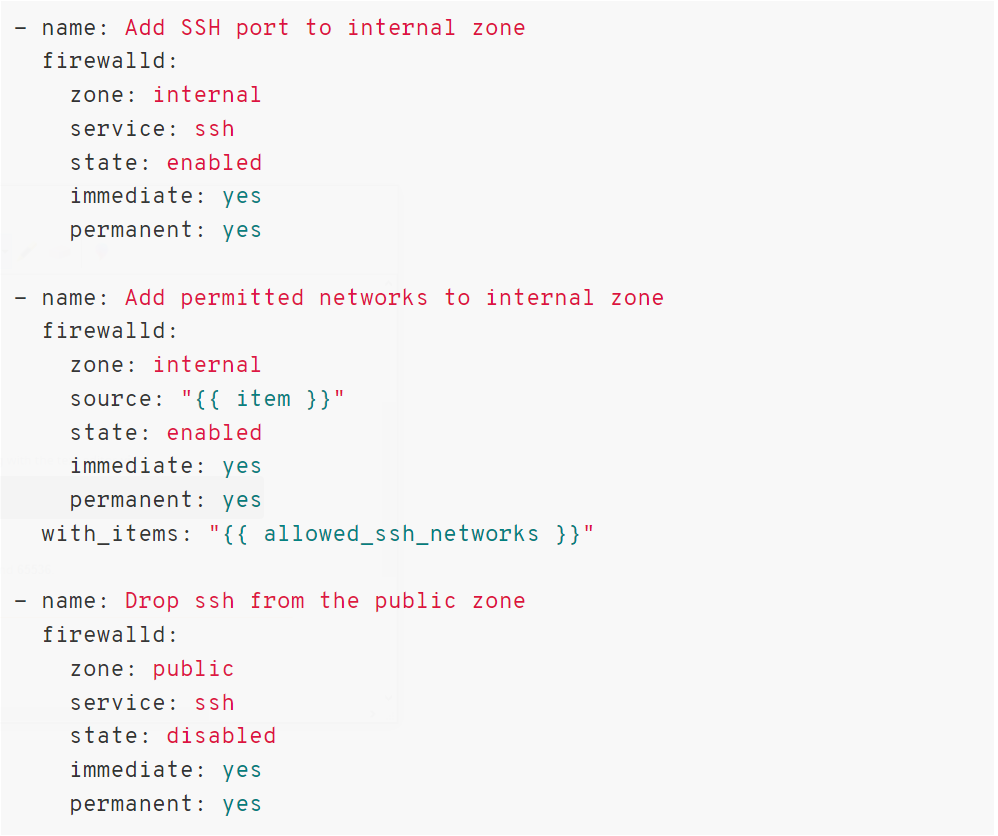 - name: Add SSH port to internal zone
  firewalld:
    zone: internal
    service: ssh
    state: enabled
    immediate: yes
    permanent: yes

- name: Add permitted networks to internal zone
  firewalld:
    zone: internal
    source: "{{ item }}"
    state: enabled
    immediate: yes
    permanent: yes
  with_items: "{{ allowed_ssh_networks }}"

- name: Drop ssh from the public zone
  firewalld:
    zone: public
    service: ssh
    state: disabled
    immediate: yes
    permanent: yes